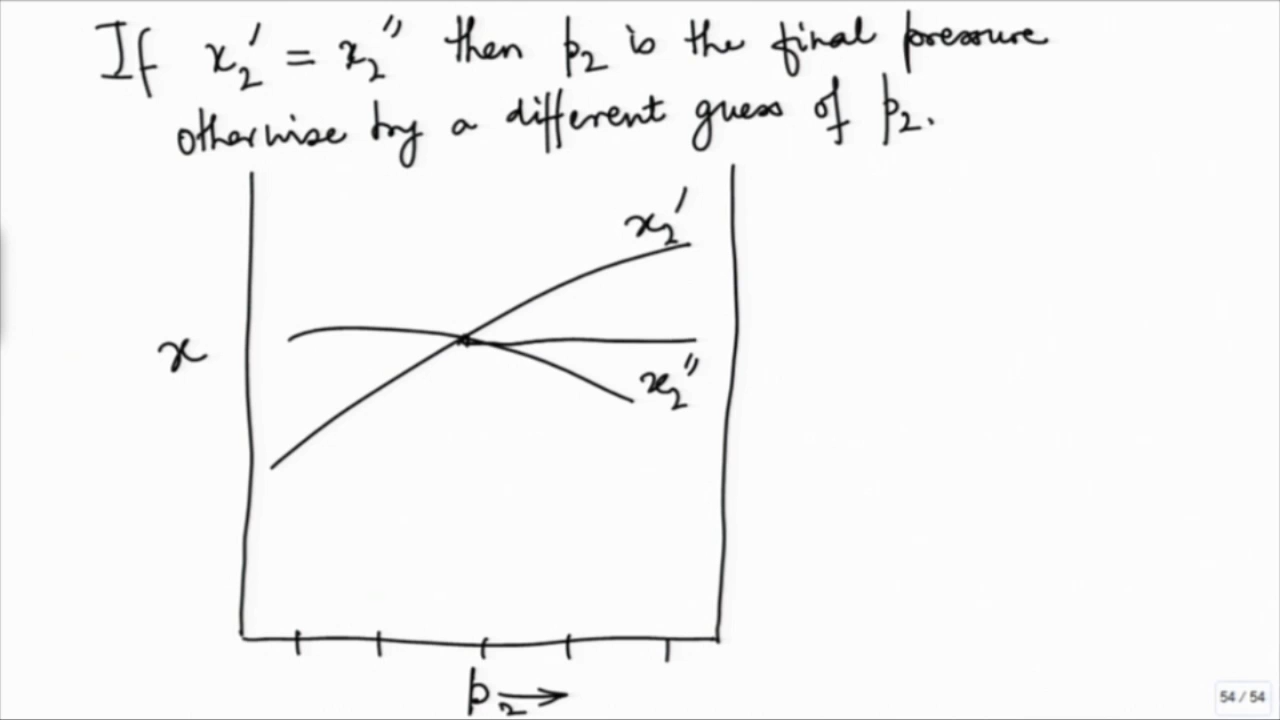 If x₂' = x₂'' then p₂ is the final pressure
otherwise try a different guess of p₂.
x₂'
x
x₂''
p₂ →
54 / 54